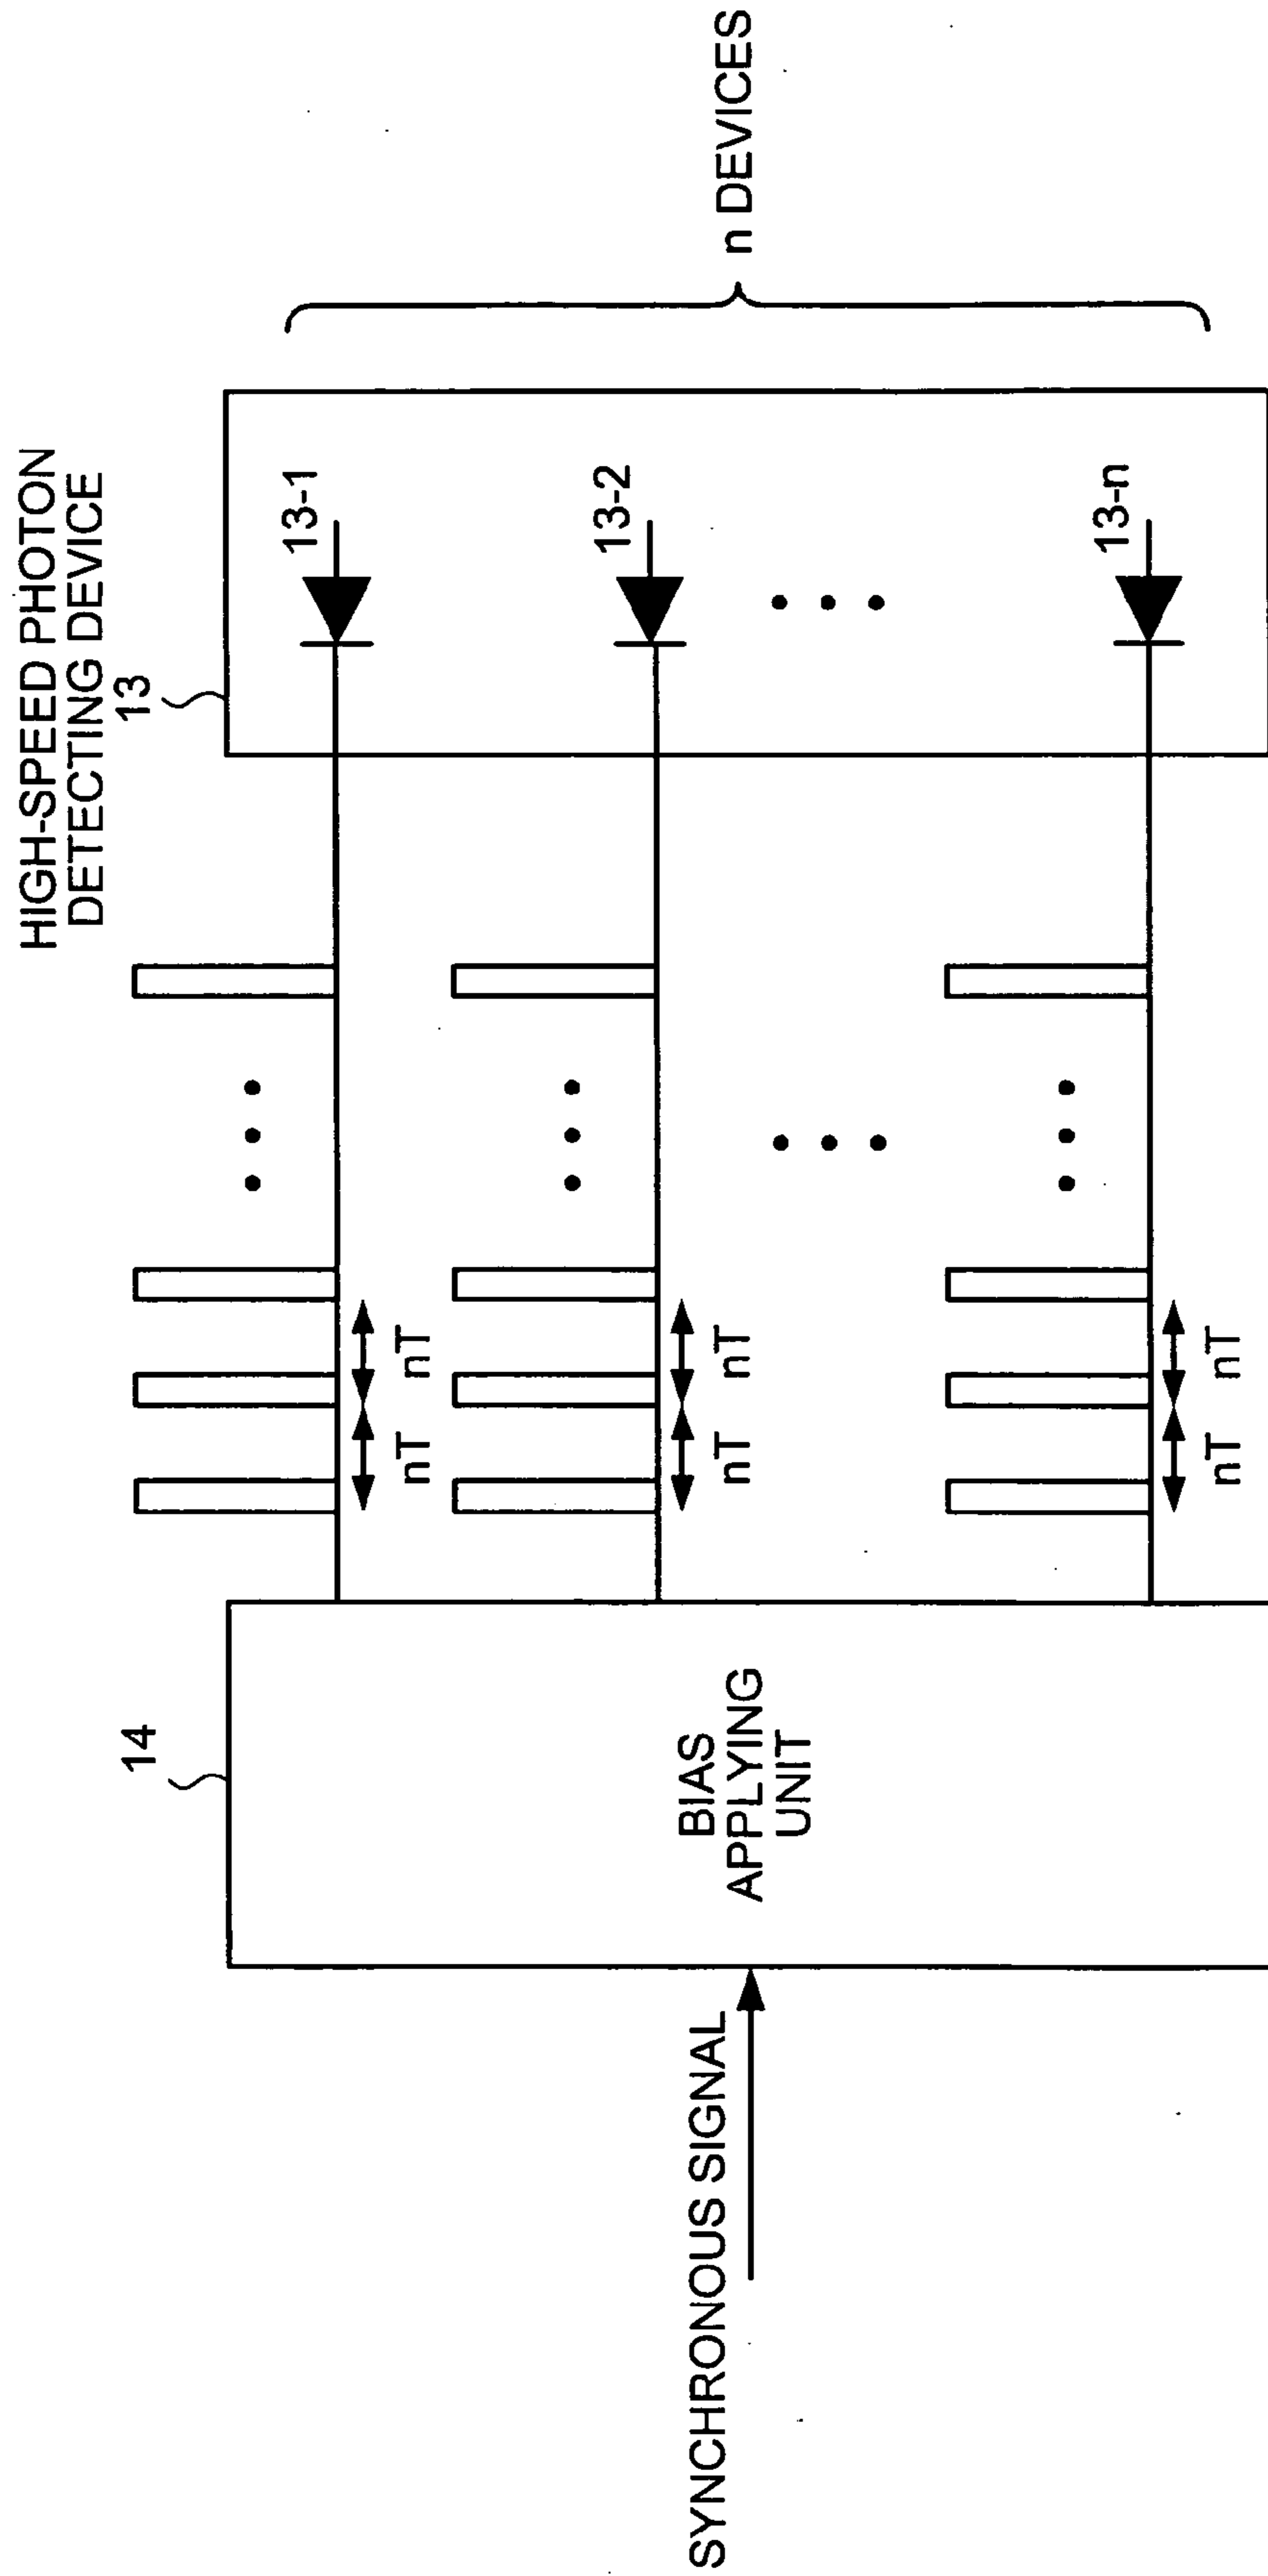 HIGH-SPEED PHOTON
DETECTING DEVICE
13
14
SYNCHRONOUS SIGNAL
BIAS
APPLYING
UNIT
nT
nT
13-1
nT
nT
13-2
nT
nT
13-n
n DEVICES